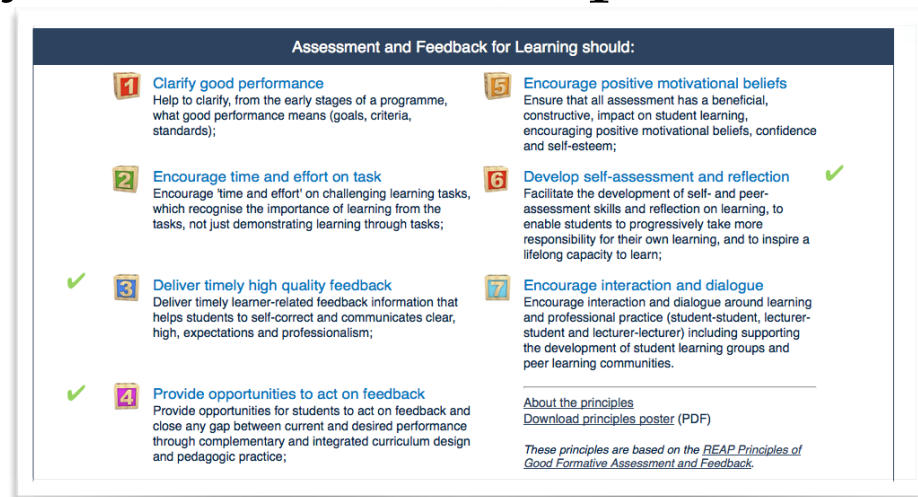 Assessment and Feedback for Learning should:
1
Clarify good performance
Help to clarify, from the early stages of a programme,
what good performance means (goals, criteria,
standards);
2
Encourage time and effort on task
Encourage 'time and effort' on challenging learning tasks,
which recognise the importance of learning from the
tasks, not just demonstrating learning through tasks;
3
Deliver timely high quality feedback
Deliver timely learner-related feedback information that
helps students to self-correct and communicates clear,
high, expectations and professionalism;
4
Provide opportunities to act on feedback
Provide opportunities for students to act on feedback and
close any gap between current and desired performance
through complementary and integrated curriculum design
and pedagogic practice;
5
Encourage positive motivational beliefs
Ensure that all assessment has a beneficial,
constructive, impact on student learning,
encouraging positive motivational beliefs, confidence
and self-esteem;
6
Develop self-assessment and reflection
Facilitate the development of self- and peer-
assessment skills and reflection on learning, to
enable students to progressively take more
responsibility for their own learning, and to inspire a
lifelong capacity to learn;
7
Encourage interaction and dialogue
Encourage interaction and dialogue around learning
and professional practice (student-student, lecturer-
student and lecturer-lecturer) including supporting
the development of student learning groups and
peer learning communities.
About the principles
Download principles poster (PDF)
These principles are based on the REAP Principles of
Good Formative Assessment and Feedback.